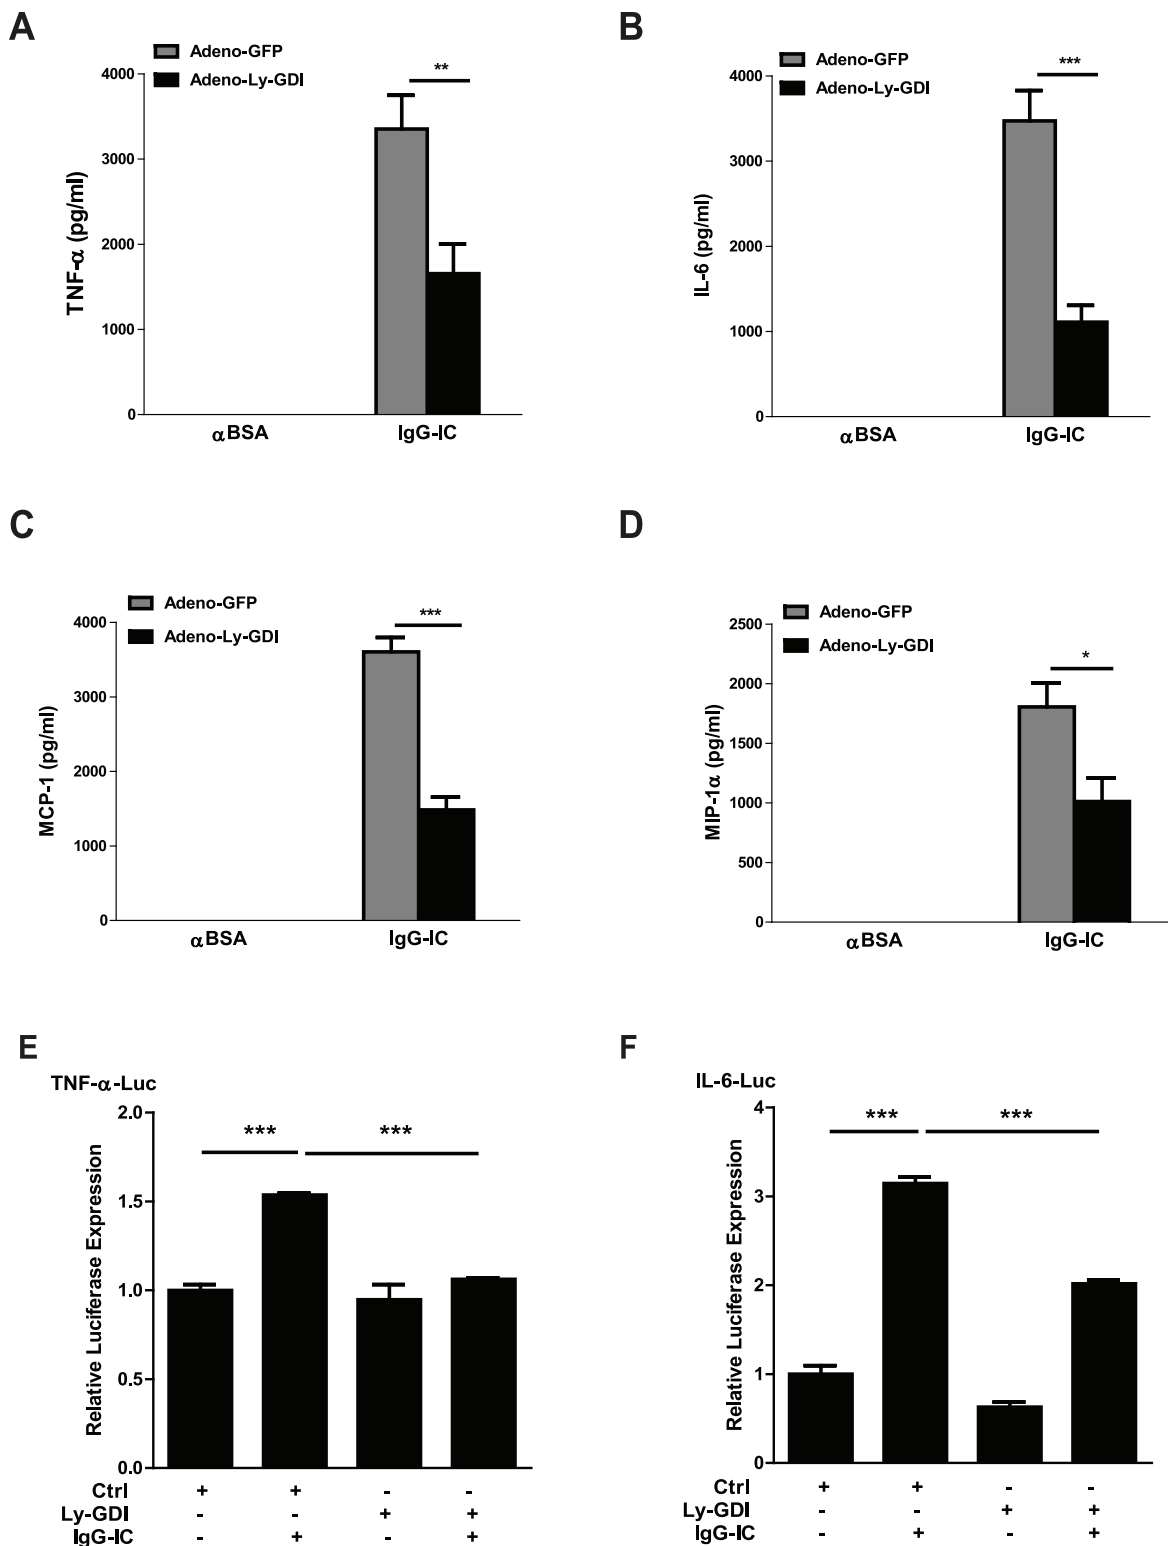 A
Adeno-GFP
Adeno-Ly-GDI
**
4000
3000
2000
1000
0
TNF-α (pg/ml)
αBSA
IgG-IC
B
Adeno-GFP
Adeno-Ly-GDI
***
4000
3000
2000
1000
0
IL-6 (pg/ml)
αBSA
IgG-IC
C
Adeno-GFP
Adeno-Ly-GDI
***
4000
3000
2000
1000
0
MCP-1 (pg/ml)
αBSA
IgG-IC
D
Adeno-GFP
Adeno-Ly-GDI
*
2500
2000
1500
1000
500
0
MIP-1α (pg/ml)
αBSA
IgG-IC
E
TNF-α-Luc
2.0
1.5
1.0
0.5
0.0
Relative Luciferase Expression
*** ***
Ctrl + + - -
Ly-GDI - - + +
IgG-IC - + - +
F
IL-6-Luc
4
3
2
1
0
Relative Luciferase Expression
*** ***
Ctrl + + - -
Ly-GDI - - + +
IgG-IC - + - +